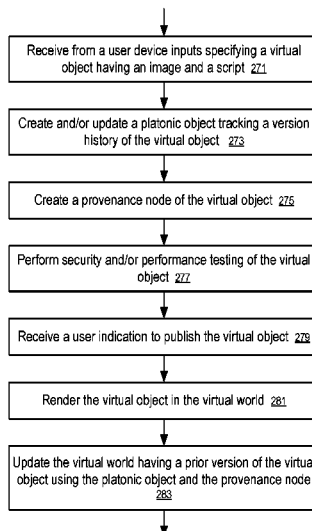 Receive from a user device inputs specifying a virtual
object having an image and a script 271
Create and/or update a platonic object tracking a version
history of the virtual object 273
Create a provenance node of the virtual object 275
Perform security and/or performance testing of the virtual
object 277
Receive a user indication to publish the virtual object 279
Render the virtual object in the virtual world 281
Update the virtual world having a prior version of the virtual
object using the platonic object and the provenance node
283